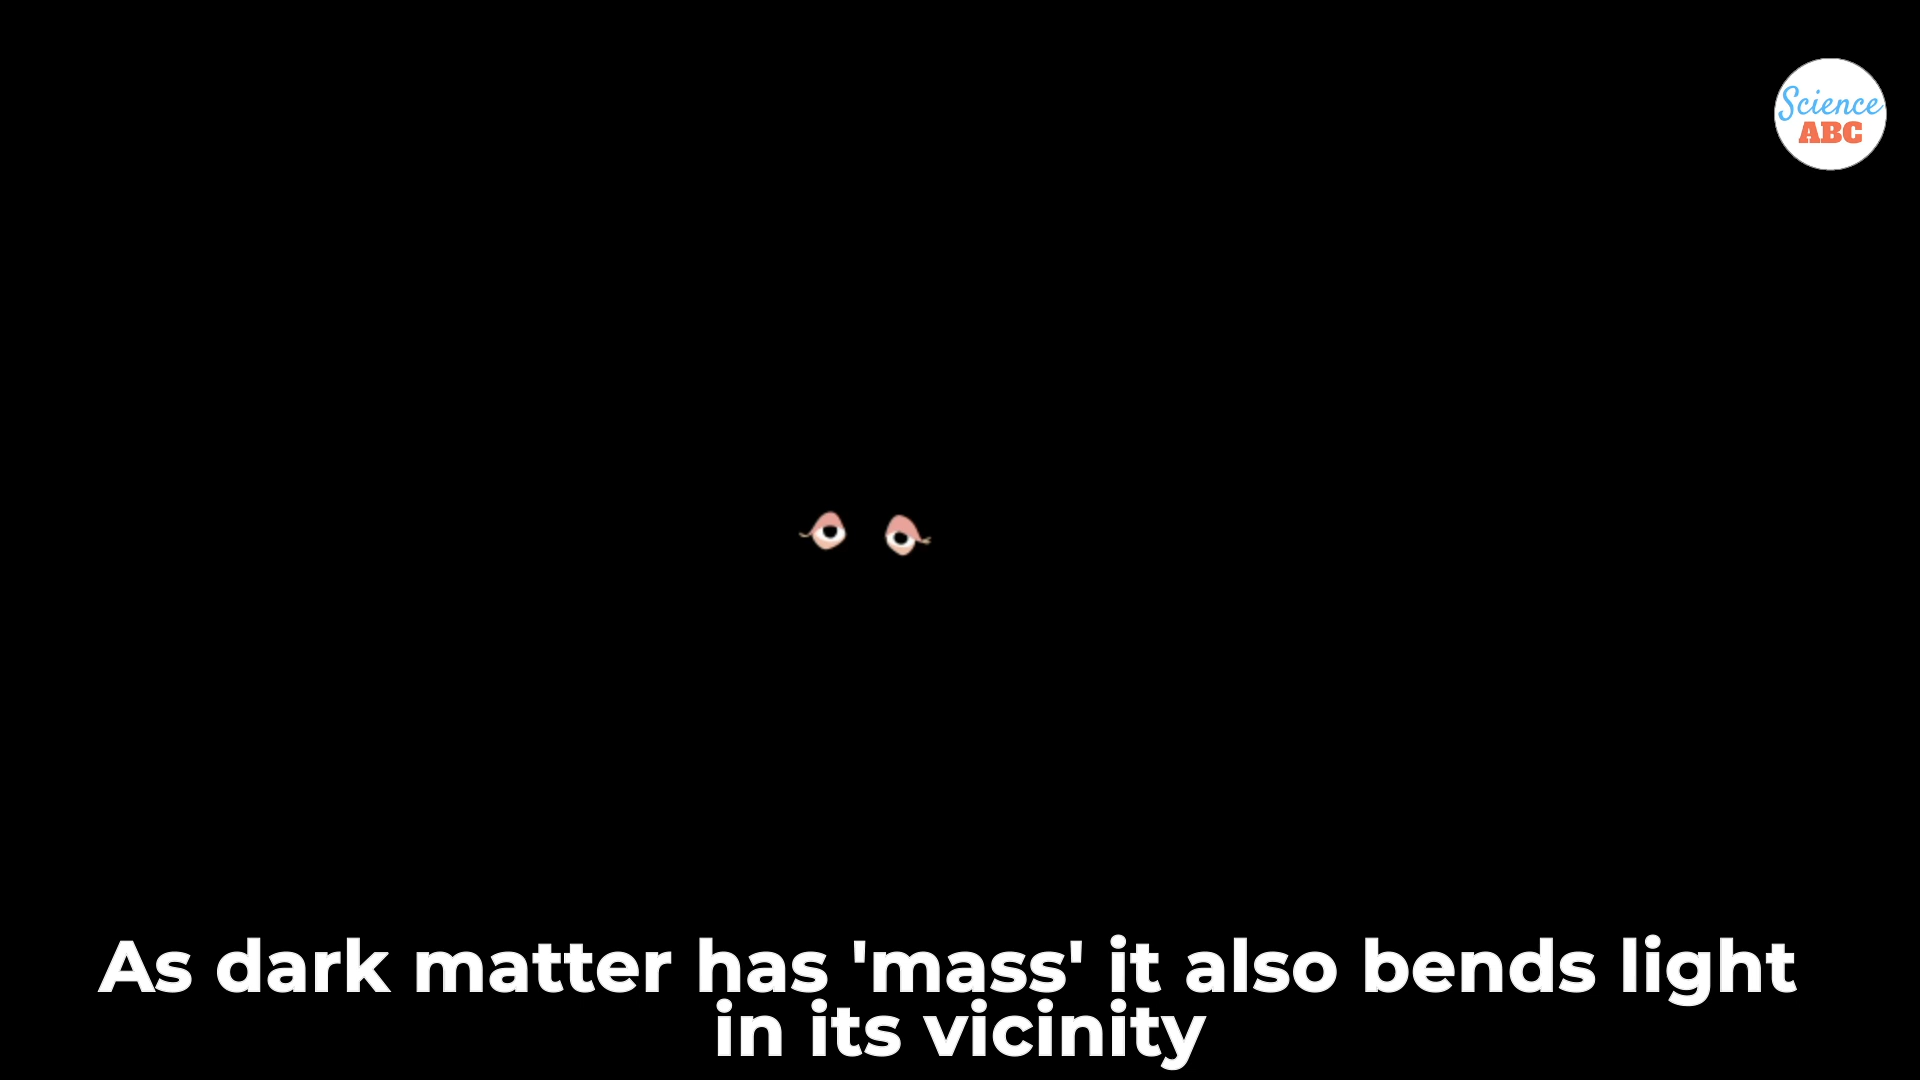 Science
ABC
As dark matter has 'mass' it also bends light
in its vicinity